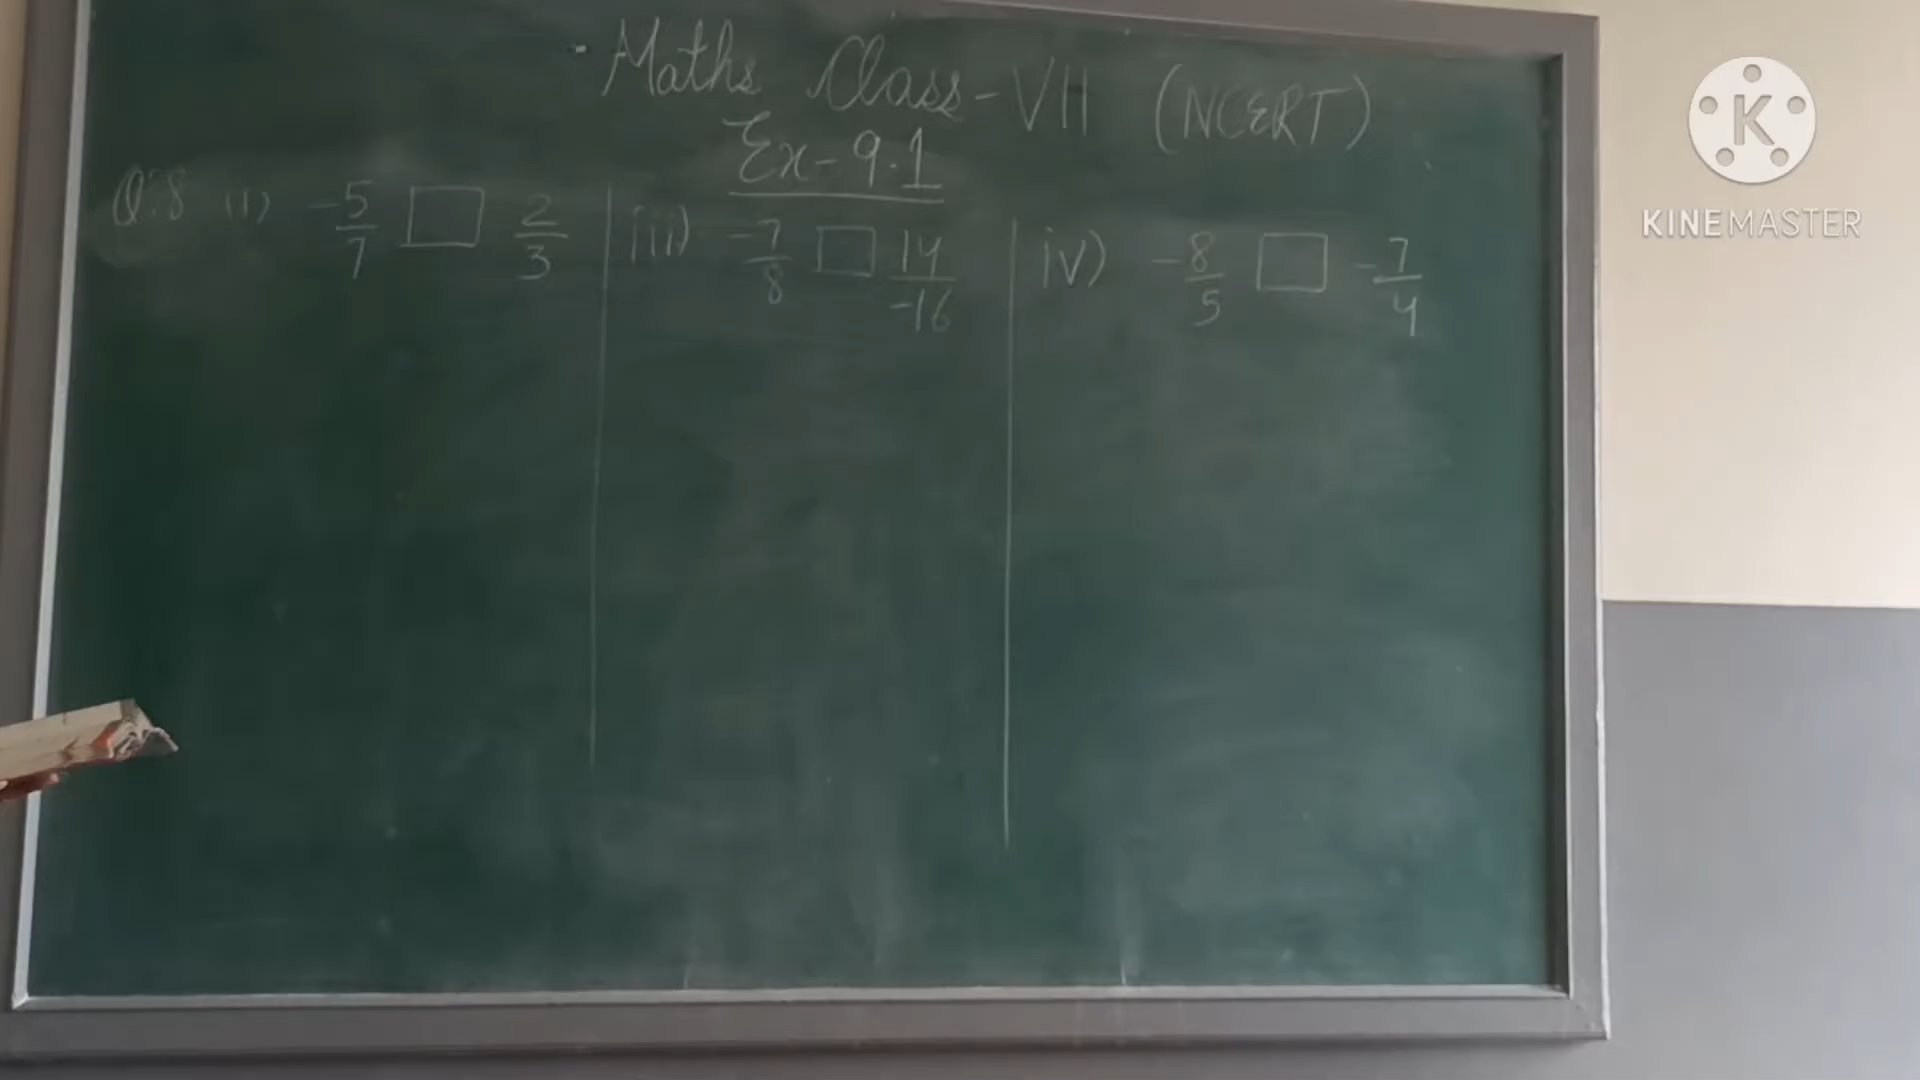 Maths Class-VII (NCERT)
Ex-9.1
Q.8 (i) -5/7 □ 2/3
iii) -7/8 □ 14/-16
iv) -8/5 □ -7/4
K
KINEMASTER